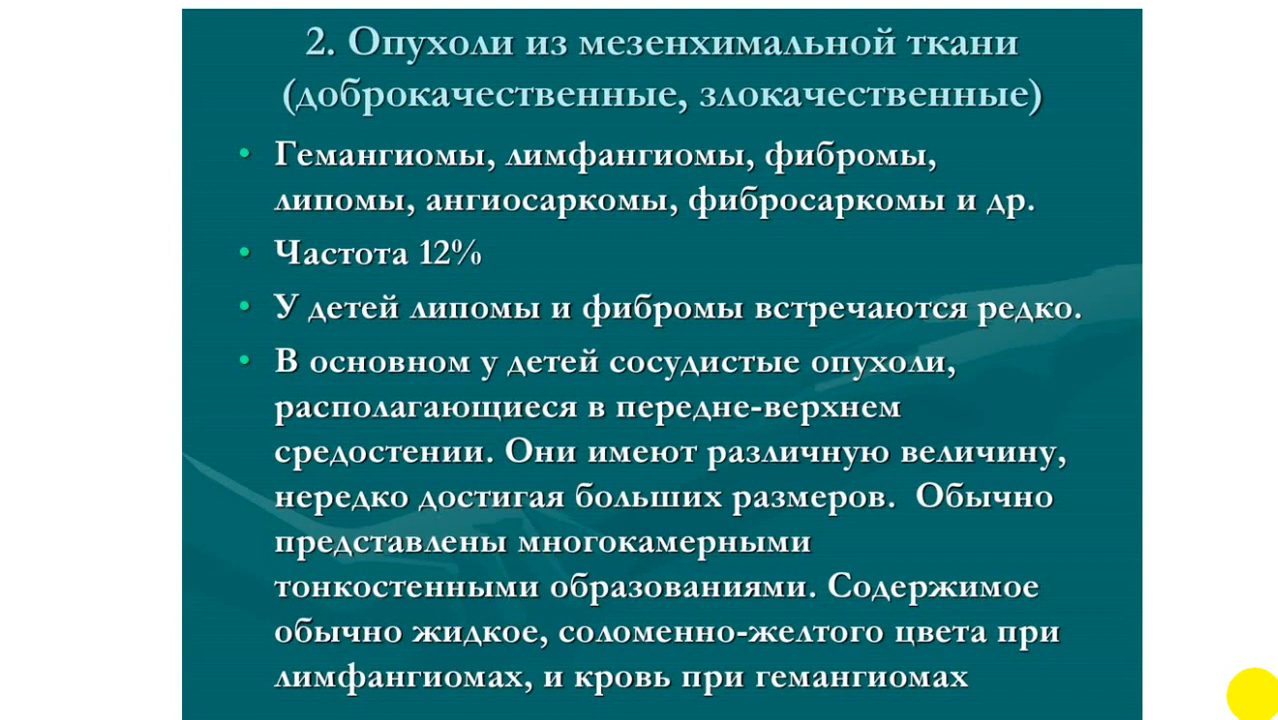 2. Опухоли из мезенхимальной ткани
(доброкачественные, злокачественные)
• Гемангиомы, лимфангиомы, фибромы,
липомы, ангиосаркомы, фибросаркомы и др.
• Частота 12%
• У детей липомы и фибромы встречаются редко.
• В основном у детей сосудистые опухоли,
располагающиеся в передне-верхнем
средостении. Они имеют различную величину,
нередко достигая больших размеров. Обычно
представлены многокамерными
тонкостенными образованиями. Содержимое
обычно жидкое, соломенно-желтого цвета при
лимфангиомах, и кровь при гемангиомах